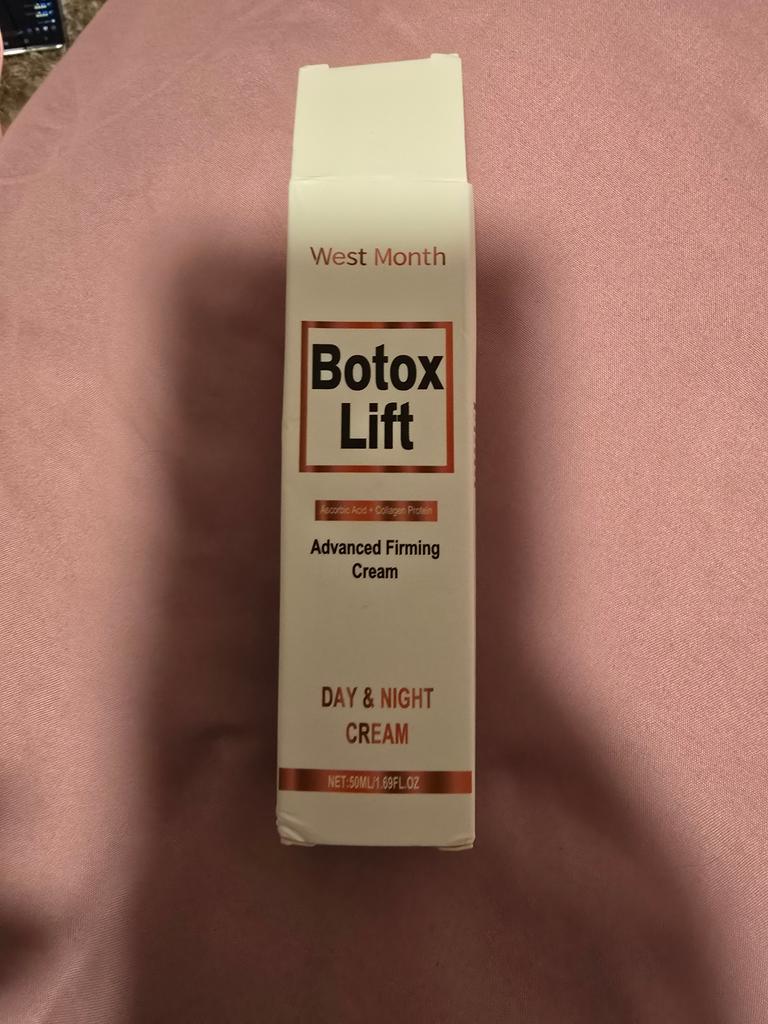 West Month
Botox
Lift
Ascorbic Acid + Collagen Protein
Advanced Firming
Cream
DAY & NIGHT
CREAM
NET:50ML/1.69FL.OZ